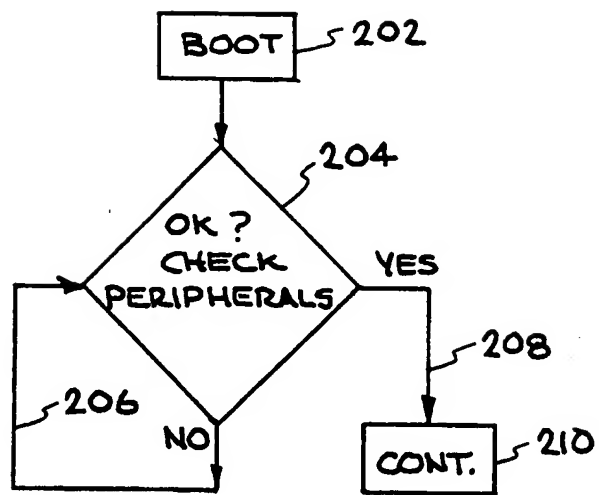 BOOT
202
204
OK ?
CHECK
PERIPHERALS
YES
208
206
NO
CONT.
210